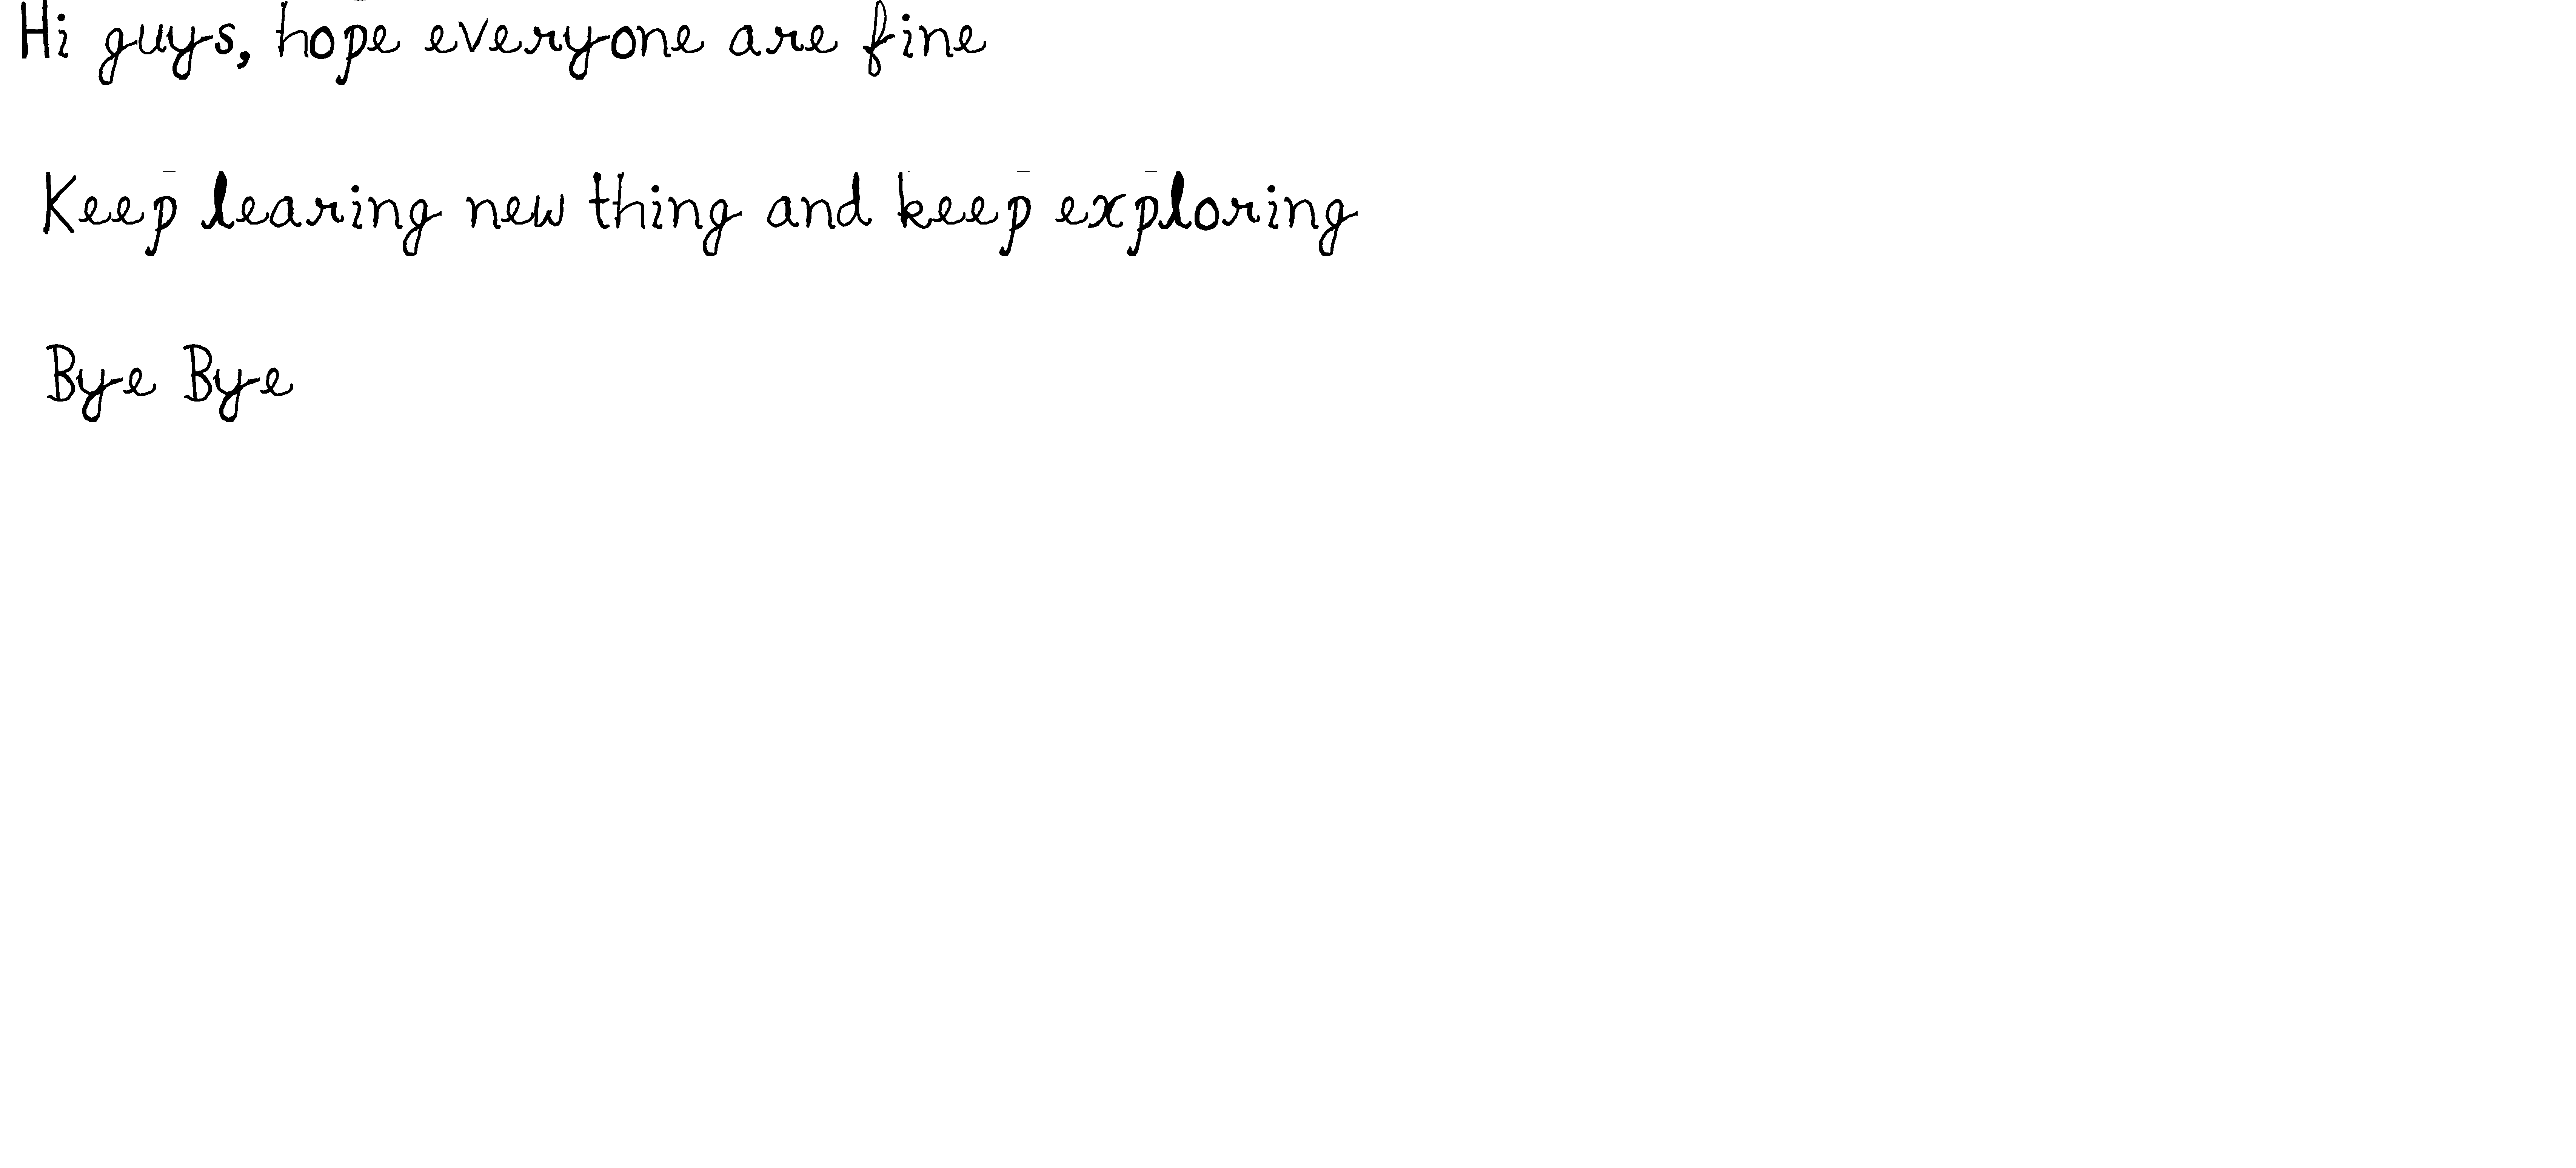 Hi guys, hope everyone are fine
Keep learing new thing and keep exploring
Bye Bye